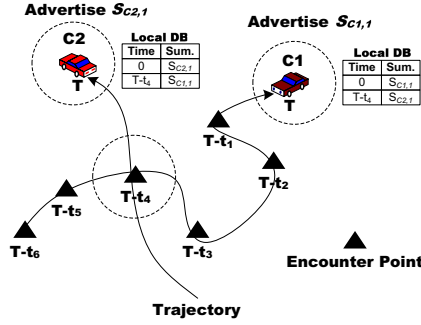 Advertise S_{C2,1}
Advertise S_{C1,1}
C2
T
Local DB
Time Sum.
0 S_{C2,1}
T-t_4 S_{C1,1}
C1
T
Local DB
Time Sum.
0 S_{C1,1}
T-t_4 S_{C2,1}
T-t_1
T-t_2
T-t_4
T-t_5
T-t_6
T-t_3
Encounter Point
Trajectory